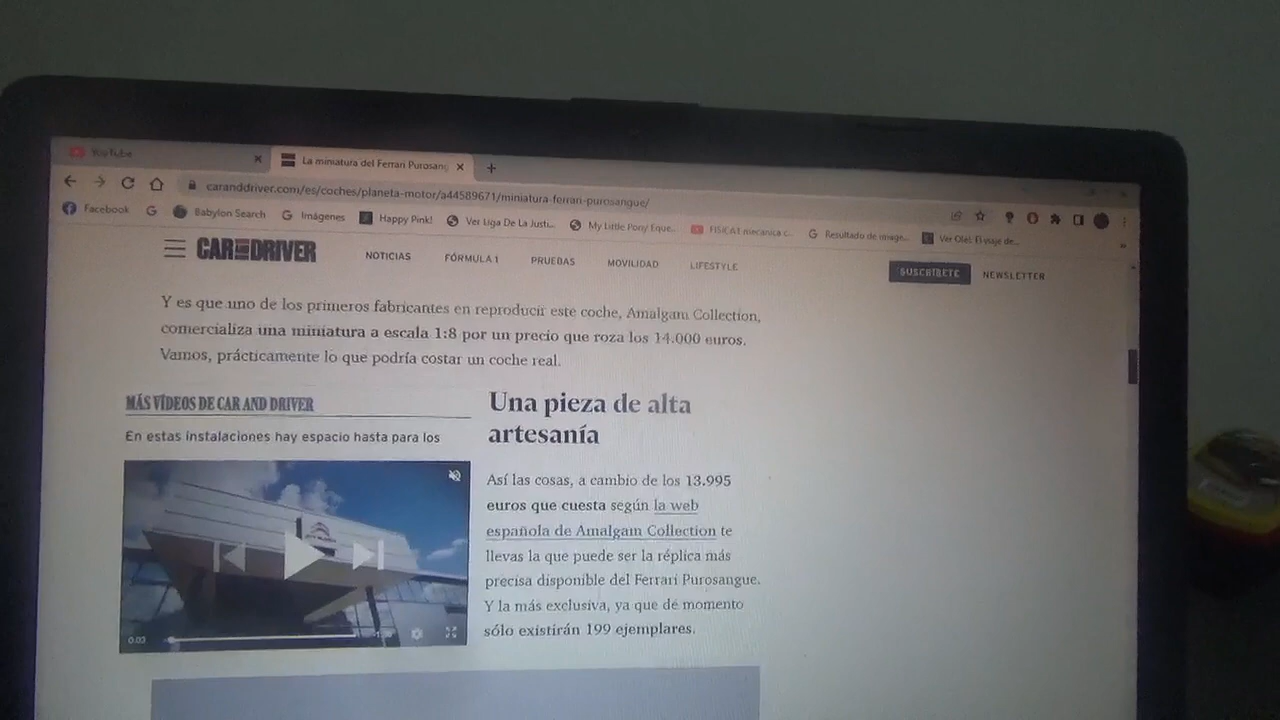 YouTube
La miniatura del Ferrari Purosang
caranddriver.com/es/coches/planeta-motor/a44589671/miniatura-ferrari-purosangue/
Facebook
Babylon Search
Imágenes
Happy Pink!
Ver Liga De La Justi...
My Little Pony Eque...
FISICA1 mecanica c...
Resultado de image...
Ver Olé: El viaje de...
CAR AND DRIVER
NOTICIAS
FÓRMULA 1
PRUEBAS
MOVILIDAD
LIFESTYLE
SUSCRÍBETE
NEWSLETTER
Y es que uno de los primeros fabricantes en reproducir este coche, Amalgam Collection,
comercializa una miniatura a escala 1:8 por un precio que roza los 14.000 euros.
Vamos, prácticamente lo que podría costar un coche real.
MÁS VÍDEOS DE CAR AND DRIVER
En estas instalaciones hay espacio hasta para los
0:03
Una pieza de alta
artesanía
Así las cosas, a cambio de los 13.995
euros que cuesta según la web
española de Amalgam Collection te
llevas la que puede ser la réplica más
precisa disponible del Ferrari Purosangue.
Y la más exclusiva, ya que de momento
sólo existirán 199 ejemplares.